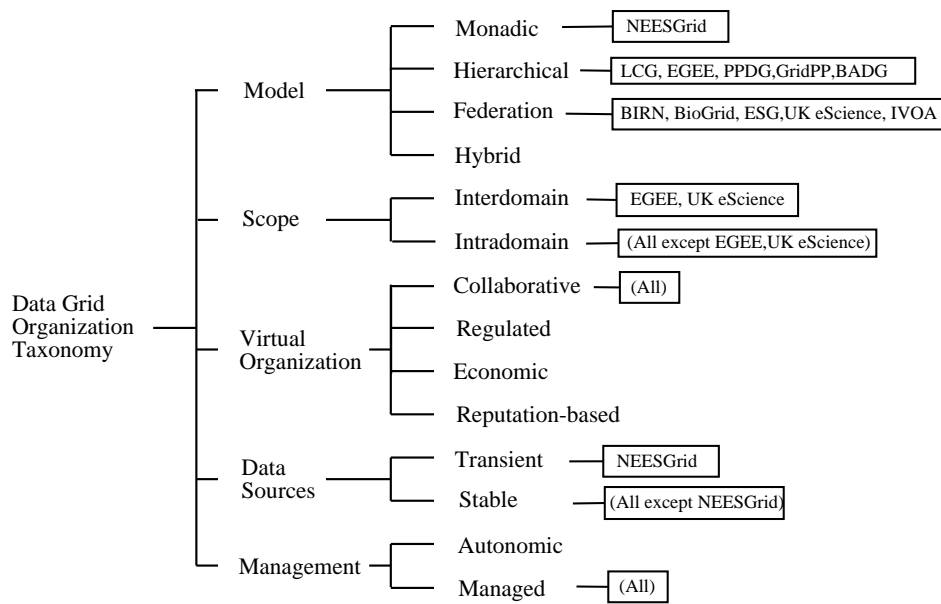 Monadic
NEESGrid
Hierarchical
LCG, EGEE, PPDG,GridPP,BADG
Model
Federation
BIRN, BioGrid, ESG,UK eScience, IVOA
Hybrid
Interdomain
EGEE, UK eScience
Scope
Intradomain
(All except EGEE,UK eScience)
Collaborative
(All)
Data Grid
Organization
Taxonomy
Regulated
Virtual
Organization
Economic
Reputation-based
Transient
NEESGrid
Data
Sources
Stable
(All except NEESGrid)
Autonomic
Management
Managed
(All)